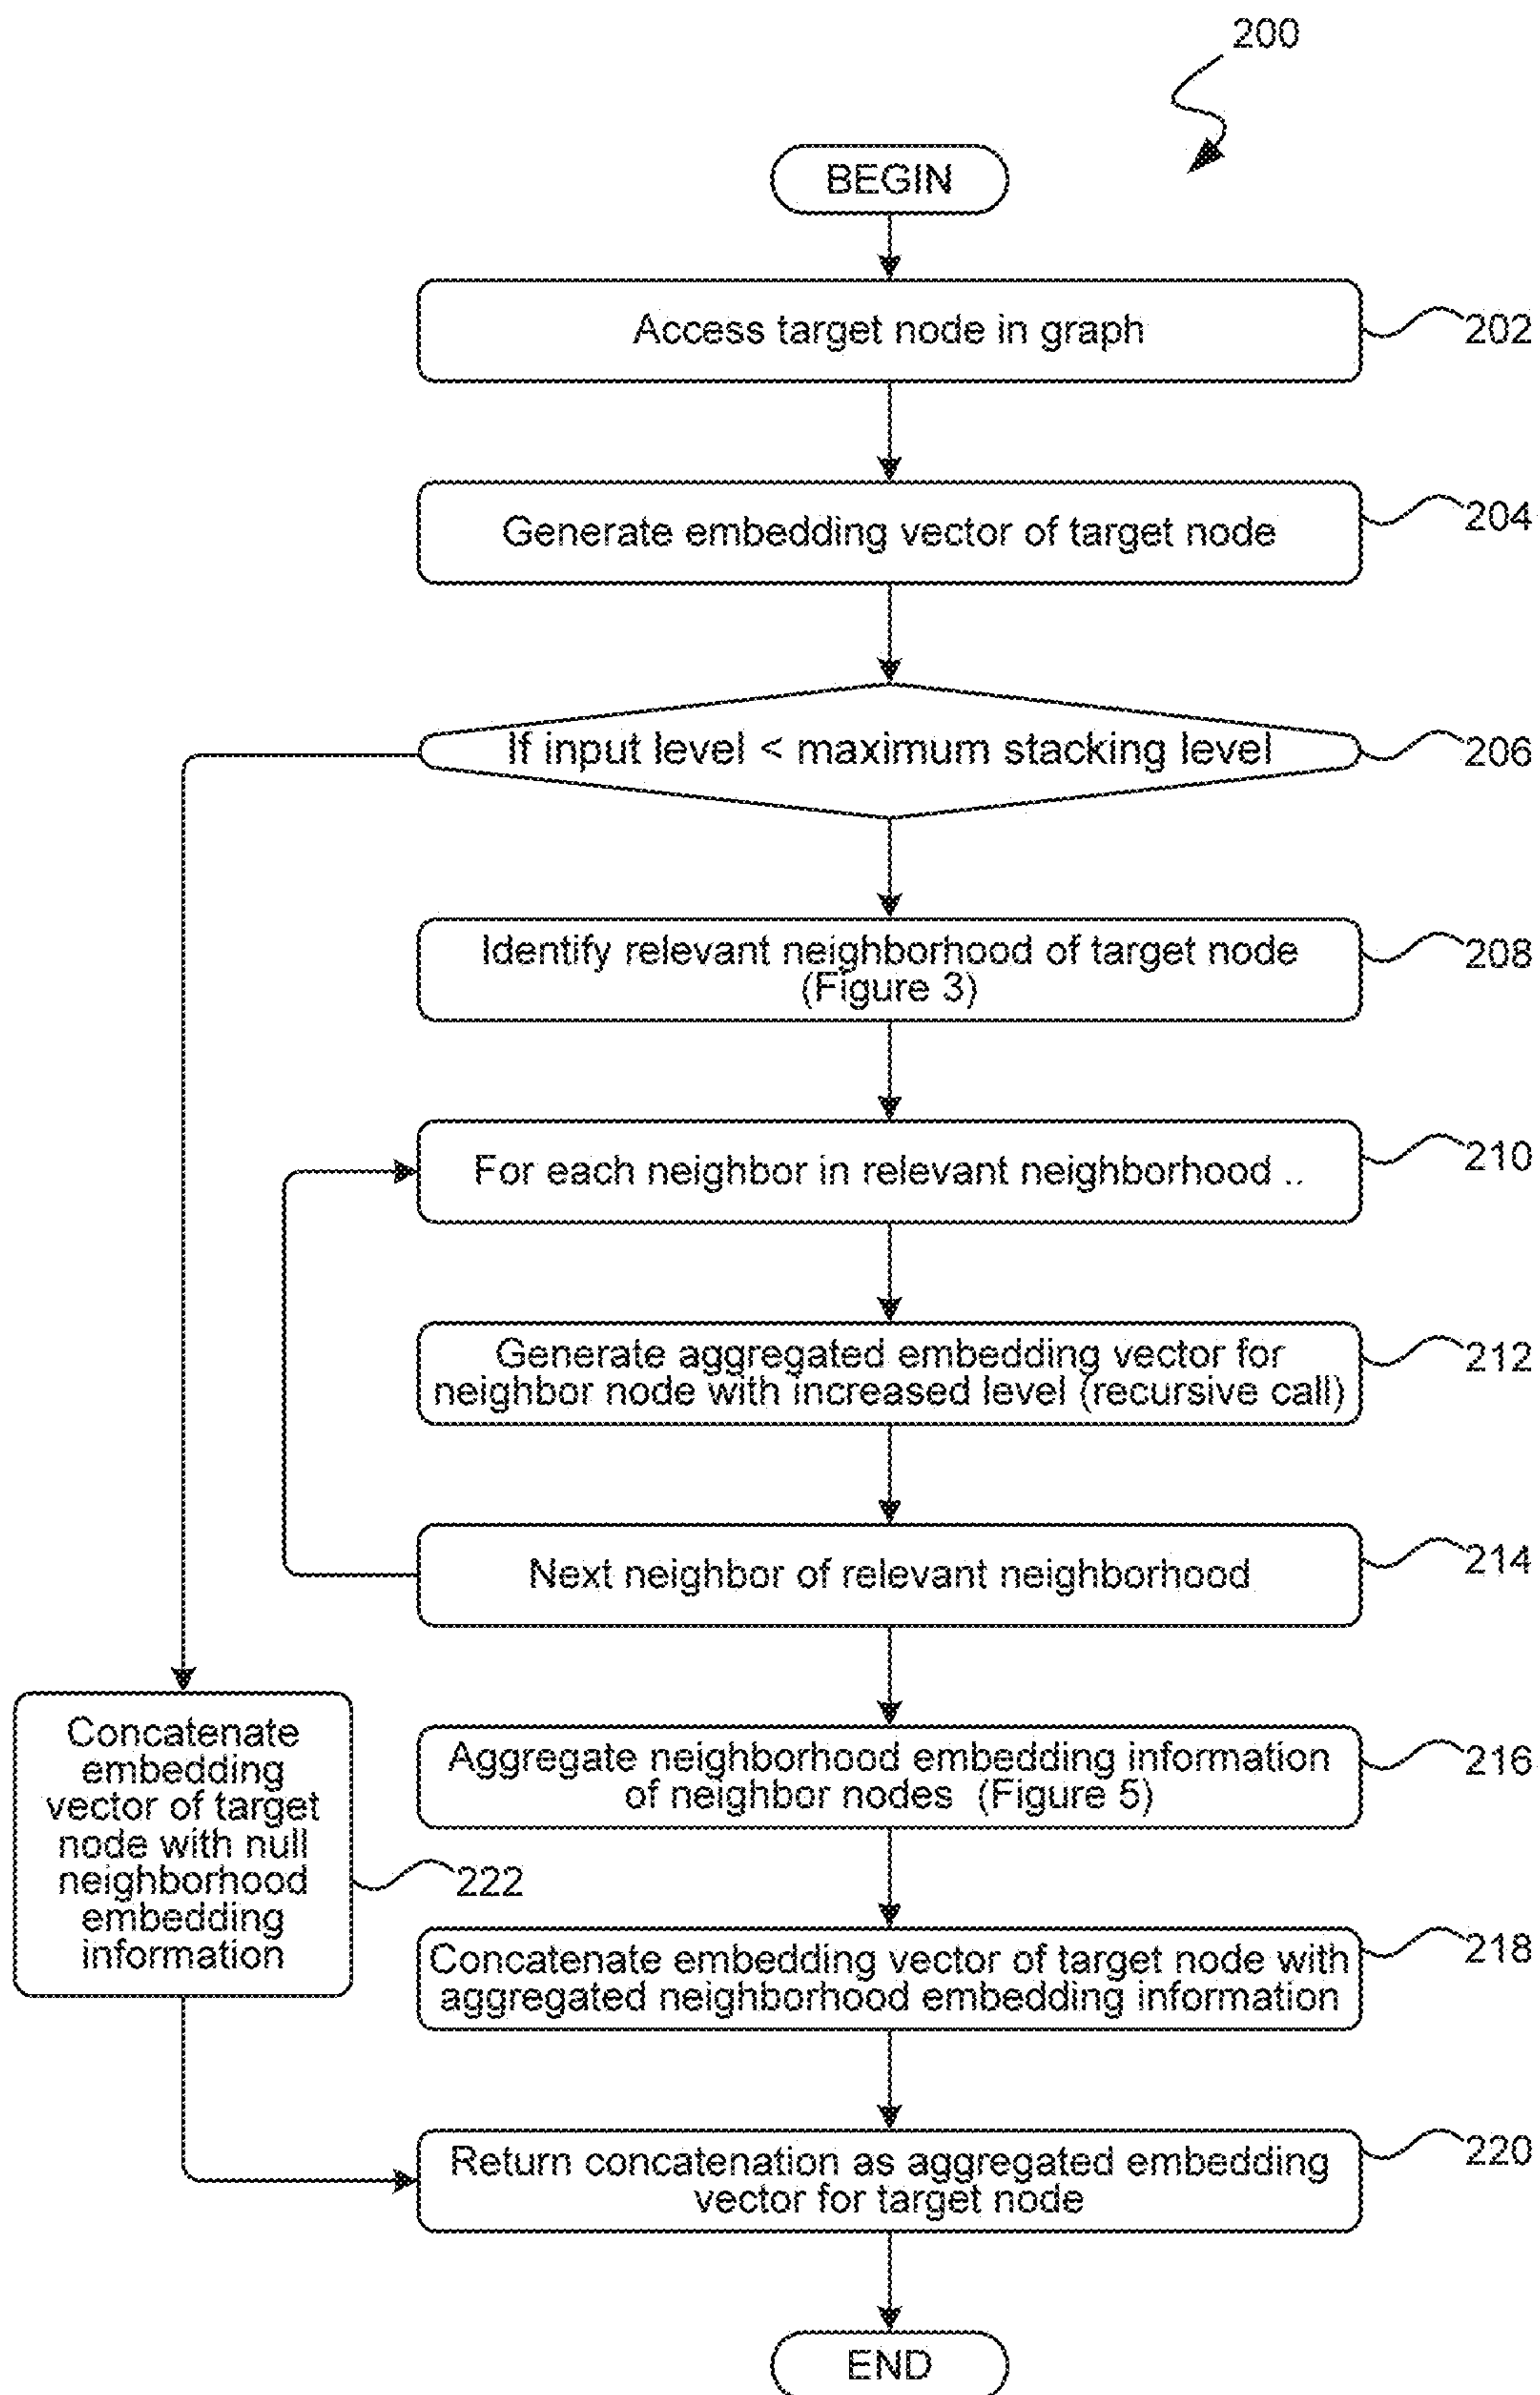 200
BEGIN
Access target node in graph
202
Generate embedding vector of target node
204
If input level < maximum stacking level
206
Identify relevant neighborhood of target node
(Figure 3)
208
For each neighbor in relevant neighborhood ..
210
Generate aggregated embedding vector for
neighbor node with increased level (recursive call)
212
Next neighbor of relevant neighborhood
214
Aggregate neighborhood embedding information
of neighbor nodes (Figure 5)
216
Concatenate
embedding
vector of target
node with null
neighborhood
embedding
information
222
Concatenate embedding vector of target node with
aggregated neighborhood embedding information
218
Return concatenation as aggregated embedding
vector for target node
220
END